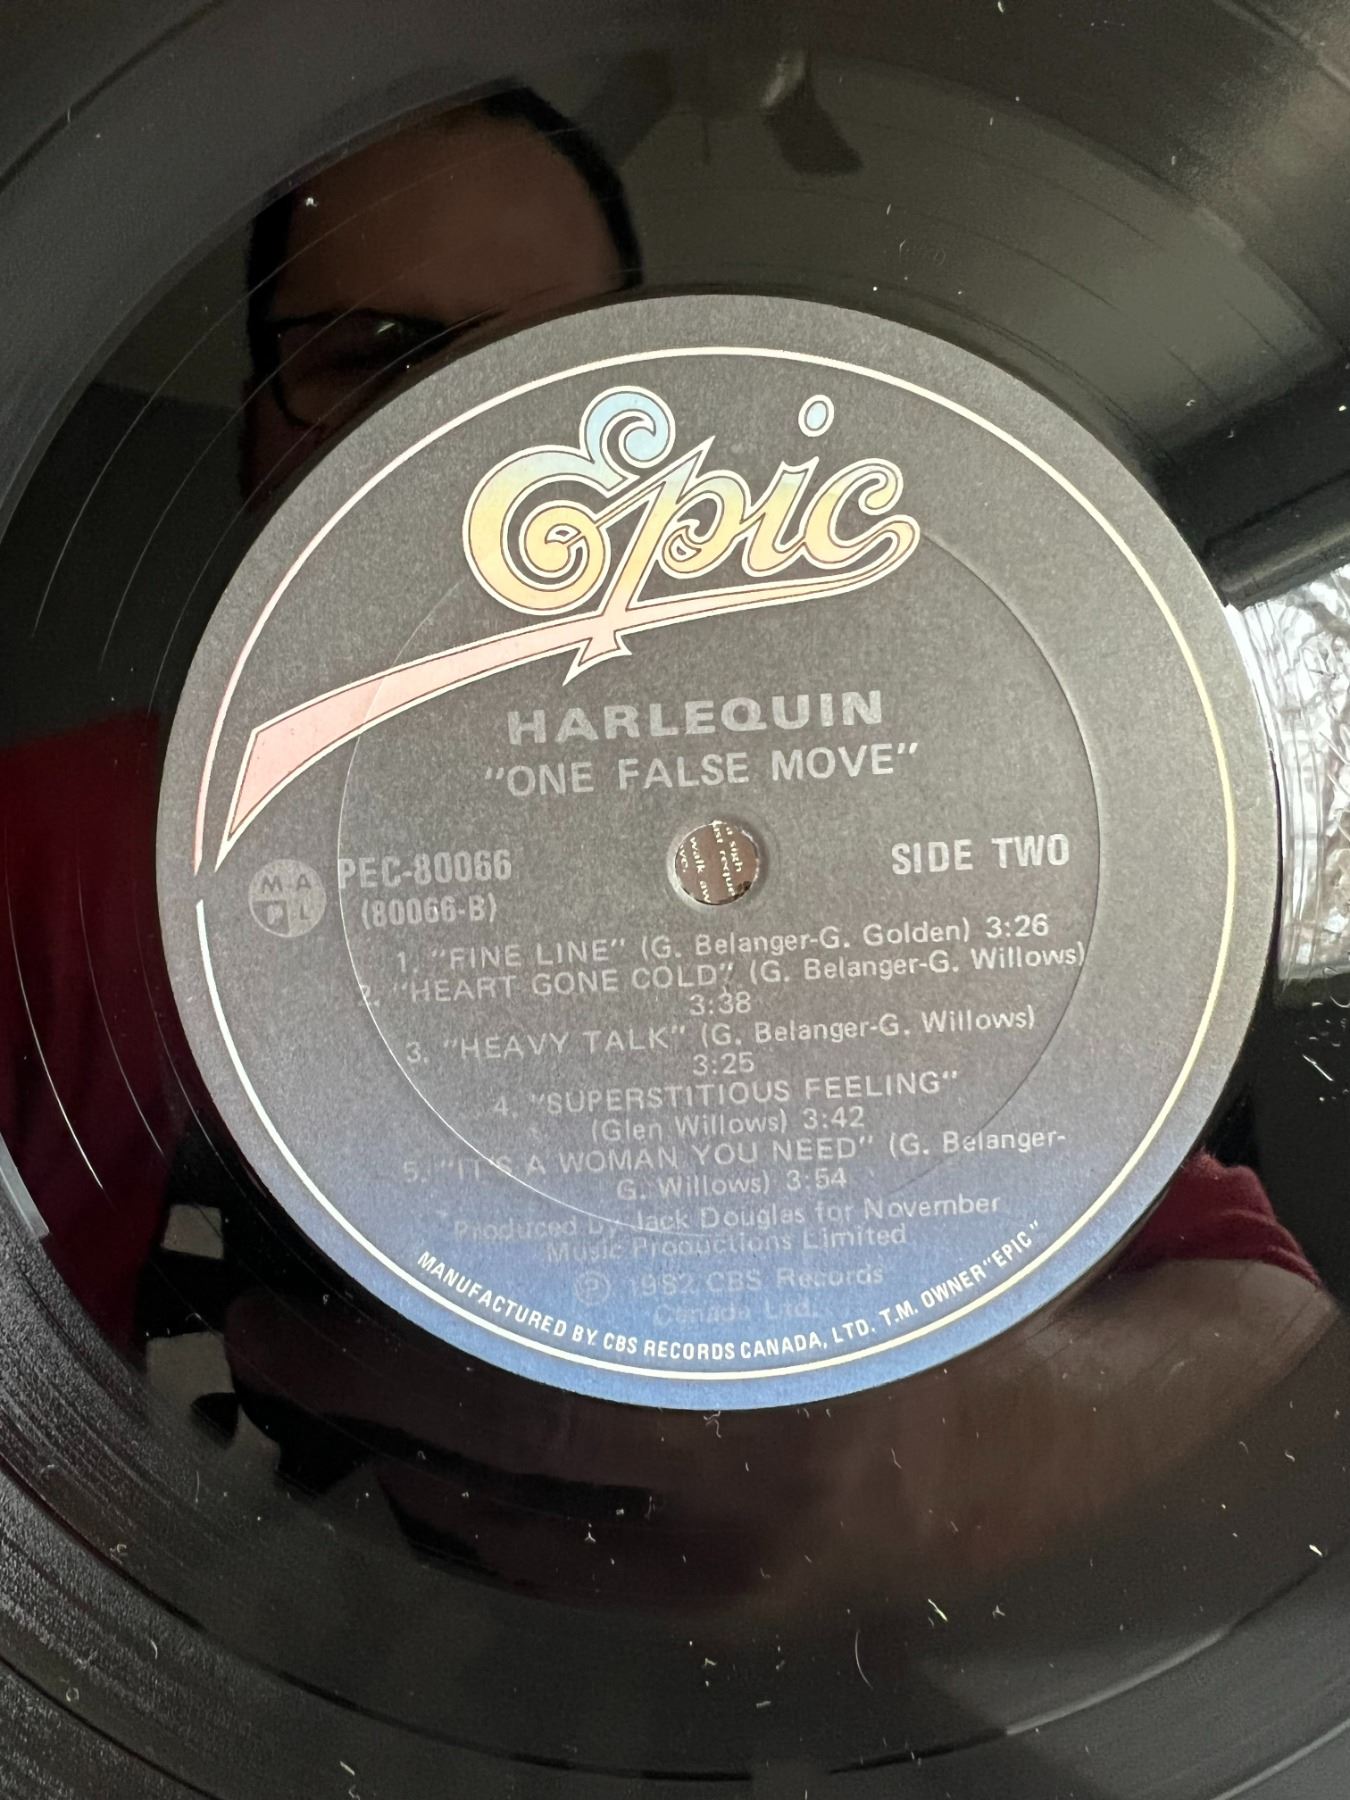 Epic
HARLEQUIN
"ONE FALSE MOVE"
M A
P L
PEC-80066
(80066-B)
SIDE TWO
1. "FINE LINE" (G. Belanger-G. Golden) 3:26
2. "HEART GONE COLD" (G. Belanger-G. Willows)
3:38
3. "HEAVY TALK" (G. Belanger-G. Willows)
3:25
4. "SUPERSTITIOUS FEELING"
(Glen Willows) 3:42
5. "IT'S A WOMAN YOU NEED" (G. Belanger-
G. Willows) 3:54
Produced by Jack Douglas for November
Music Productions Limited
℗ 1982 CBS Records
Canada Ltd.
MANUFACTURED BY CBS RECORDS CANADA, LTD. T.M. OWNER "EPIC"
a sigh
walk